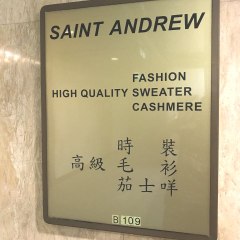 SAINT ANDREW
FASHION
HIGH QUALITY SWEATER
CASHMERE
時裝
高級毛衫
茄士咩
B 109